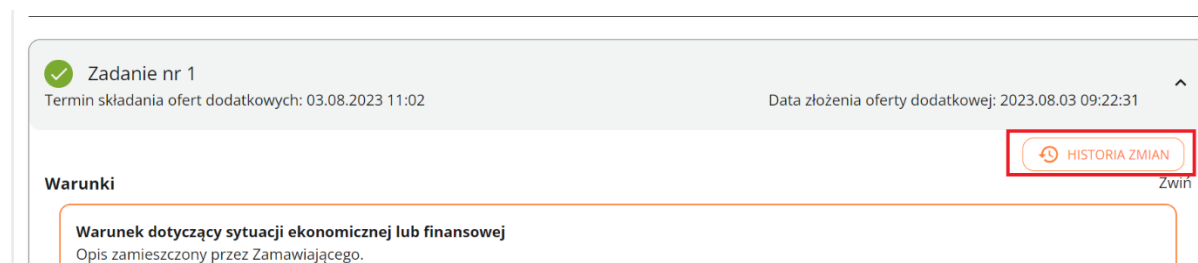 Zadanie nr 1
Termin składania ofert dodatkowych: 03.08.2023 11:02
Data złożenia oferty dodatkowej: 2023.08.03 09:22:31
HISTORIA ZMIAN
Warunki
Zwiń
Warunek dotyczący sytuacji ekonomicznej lub finansowej
Opis zamieszczony przez Zamawiającego.